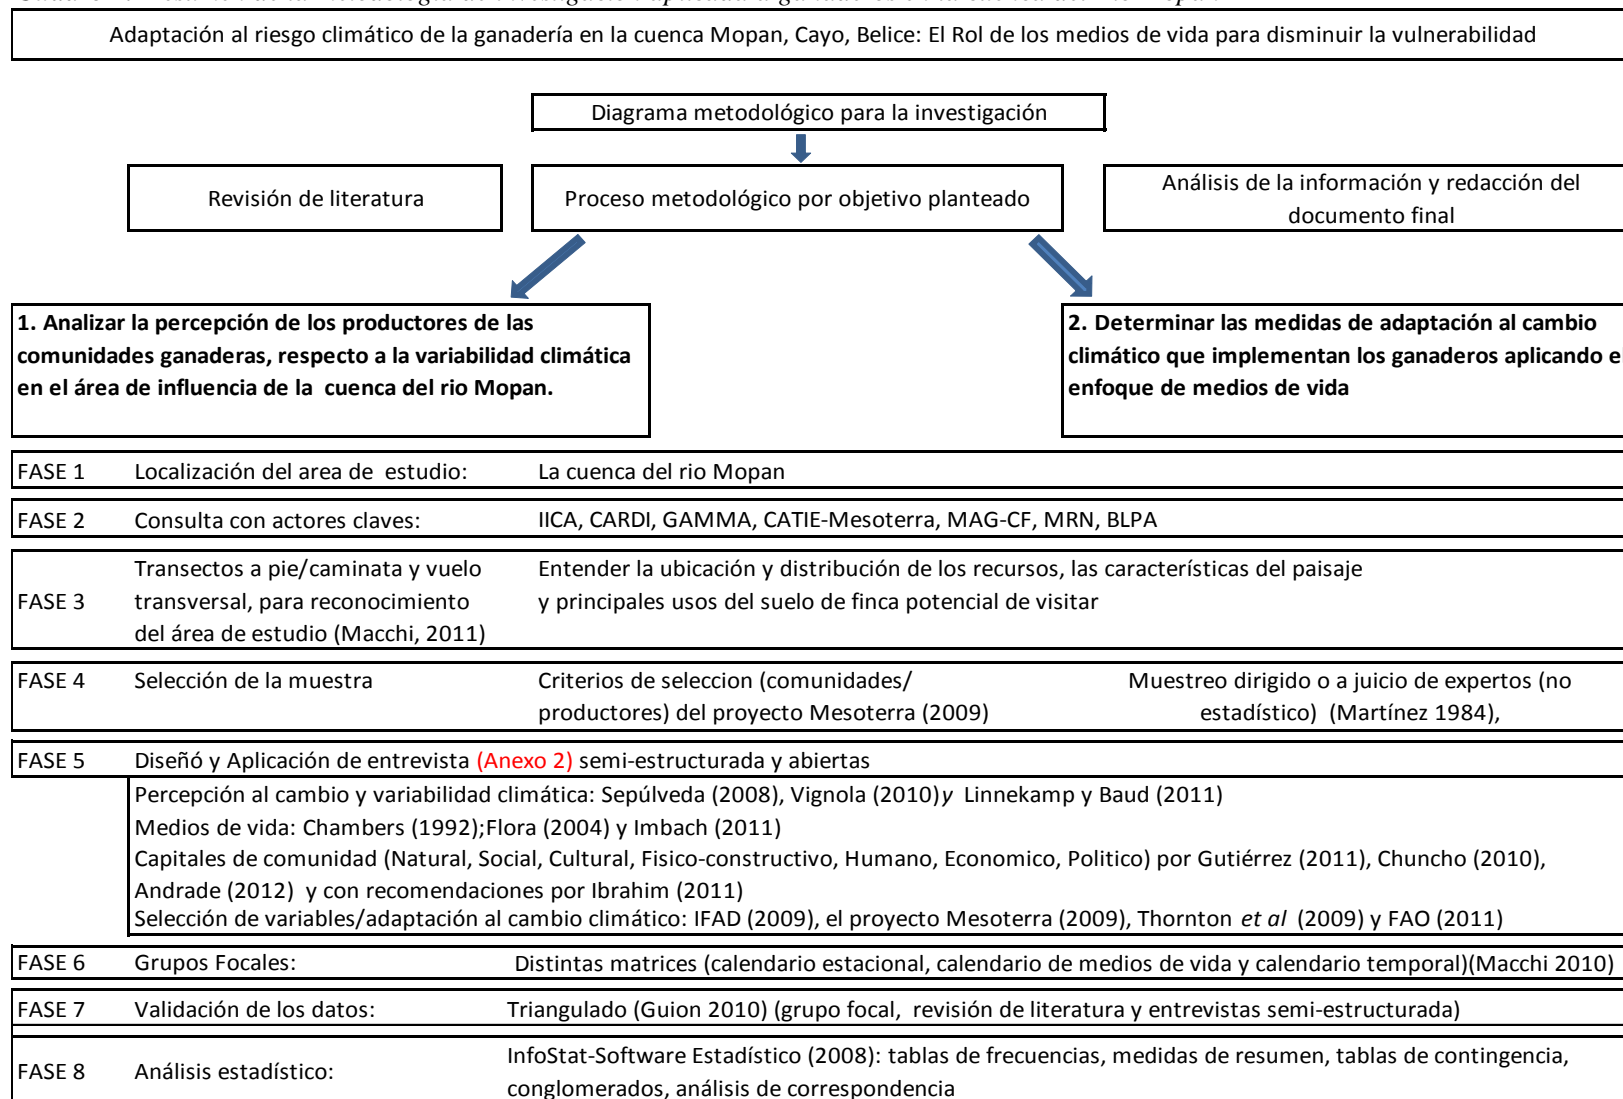 Adaptación al riesgo climático de la ganadería en la cuenca Mopan, Cayo, Belice: El Rol de los medios de vida para disminuir la vulnerabilidad
Diagrama metodológico para la investigación
Revisión de literatura
Proceso metodológico por objetivo planteado
Análisis de la información y redacción del
documento final
1. Analizar la percepción de los productores de las
comunidades ganaderas, respecto a la variabilidad climática
en el área de influencia de la cuenca del rio Mopan.
2. Determinar las medidas de adaptación al cambio
climático que implementan los ganaderos aplicando e
enfoque de medios de vida
FASE 1 Localización del area de estudio: La cuenca del rio Mopan
FASE 2 Consulta con actores claves: IICA, CARDI, GAMMA, CATIE-Mesoterra, MAG-CF, MRN, BLPA
FASE 3
Transectos a pie/caminata y vuelo
transversal, para reconocimiento
del área de estudio (Macchi, 2011)
Entender la ubicación y distribución de los recursos, las características del paisaje
y principales usos del suelo de finca potencial de visitar
FASE 4 Selección de la muestra
Criterios de seleccion (comunidades/
productores) del proyecto Mesoterra (2009)
Muestreo dirigido o a juicio de expertos (no
estadístico) (Martínez 1984),
FASE 5 Diseñó y Aplicación de entrevista (Anexo 2) semi-estructurada y abiertas
Percepción al cambio y variabilidad climática: Sepúlveda (2008), Vignola (2010) y Linnekamp y Baud (2011)
Medios de vida: Chambers (1992);Flora (2004) y Imbach (2011)
Capitales de comunidad (Natural, Social, Cultural, Fisico-constructivo, Humano, Economico, Politico) por Gutiérrez (2011), Chuncho (2010),
Andrade (2012) y con recomendaciones por Ibrahim (2011)
Selección de variables/adaptación al cambio climático: IFAD (2009), el proyecto Mesoterra (2009), Thornton et al (2009) y FAO (2011)
FASE 6 Grupos Focales: Distintas matrices (calendario estacional, calendario de medios de vida y calendario temporal)(Macchi 2010)
FASE 7 Validación de los datos: Triangulado (Guion 2010) (grupo focal, revisión de literatura y entrevistas semi-estructurada)
FASE 8 Análisis estadístico:
InfoStat-Software Estadístico (2008): tablas de frecuencias, medidas de resumen, tablas de contingencia,
conglomerados, análisis de correspondencia